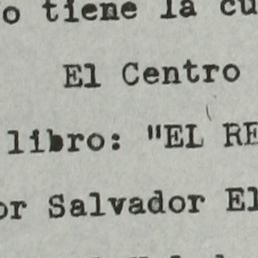 o tiene la cu
El Centro
libro: "EL RE
or Salvador El